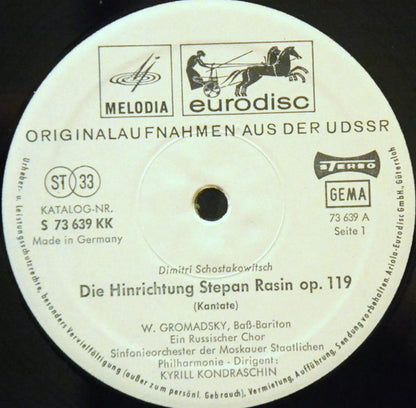 MELODIA
eurodisc
ORIGINALAUFNAHMEN AUS DER UDSSR
ST 33
STEREO
GEMA
KATALOG-NR.
S 73 639 KK
Made in Germany
73 639 A
Seite 1
Dimitri Schostakowitsch
Die Hinrichtung Stepan Rasin op. 119
(Kantate)
W. GROMADSKY, Baß-Bariton
Ein Russischer Chor
Sinfonieorchester der Moskauer Staatlichen
Philharmonie - Dirigent:
KYRILL KONDRASCHIN
Urheber- u. leistungsschutzrechte, besonders Vervielfältigung (außer zum persönl. Gebrauch), Vermietung, Aufführung, Sendung vorbehalten. Ariola-Eurodisc GmbH., Gütersloh